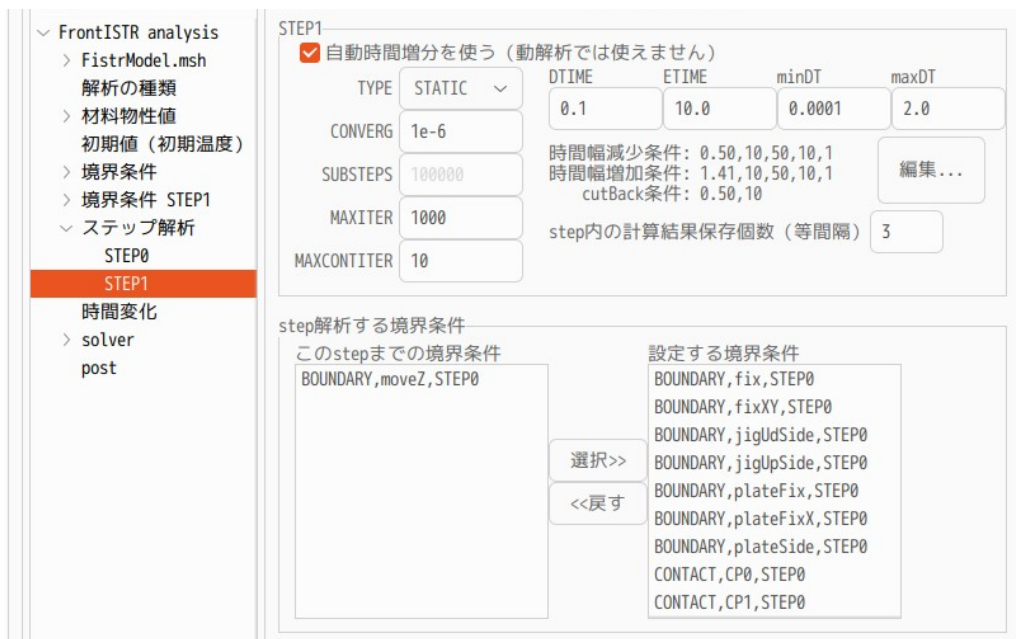 FrontISTR analysis
FistrModel.msh
解析の種類
材料物性値
初期値（初期温度）
境界条件
境界条件 STEP1
ステップ解析
STEP0
STEP1
時間変化
solver
post
STEP1
自動時間増分を使う（動解析では使えません）
TYPE STATIC
CONVERG 1e-6
SUBSTEPS 100000
MAXITER 1000
MAXCONTITER 10
DTIME ETIME minDT maxDT
0.1 10.0 0.0001 2.0
時間幅減少条件: 0.50,10,50,10,1
時間幅増加条件: 1.41,10,50,10,1
cutBack条件: 0.50,10
編集...
step内の計算結果保存個数（等間隔） 3
step解析する境界条件
このstepまでの境界条件
BOUNDARY,moveZ,STEP0
選択>>
<<戻す
設定する境界条件
BOUNDARY,fix,STEP0
BOUNDARY,fixXY,STEP0
BOUNDARY,jigUdSide,STEP0
BOUNDARY,jigUpSide,STEP0
BOUNDARY,plateFix,STEP0
BOUNDARY,plateFixX,STEP0
BOUNDARY,plateSide,STEP0
CONTACT,CP0,STEP0
CONTACT,CP1,STEP0